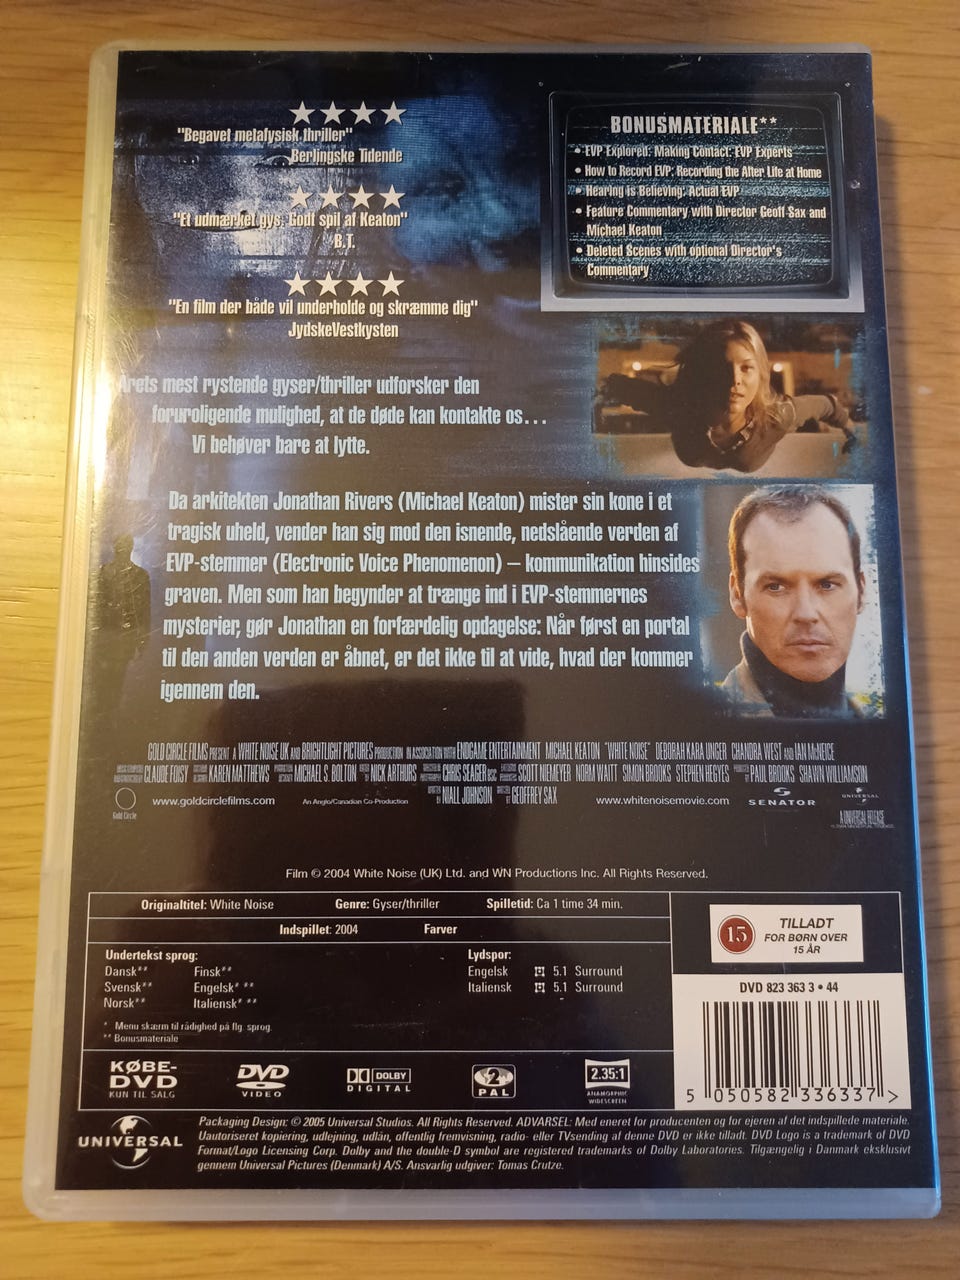 "Begavet metafysisk thriller"
Berlingske Tidende
"Et udmærket gys. Godt spil af Keaton"
B.T.
"En film der både vil underholde og skræmme dig"
JydskeVestkysten
BONUSMATERIALE**
• EVP Explored: Making Contact: EVP Experts
• How to Record EVP: Recording the After Life at Home
• Hearing is Believing: Actual EVP
• Feature Commentary with Director Geoff Sax and
Michael Keaton
• Deleted Scenes with optional Director's
Commentary
Årets mest rystende gyser/thriller udforsker den
foruroligende mulighed, at de døde kan kontakte os...
Vi behøver bare at lytte.
Da arkitekten Jonathan Rivers (Michael Keaton) mister sin kone i et
tragisk uheld, vender han sig mod den isnende, nedslående verden af
EVP-stemmer (Electronic Voice Phenomenon) – kommunikation hinsides
graven. Men som han begynder at trænge ind i EVP-stemmernes
mysterier, gør Jonathan en forfærdelig opdagelse: Når først en portal
til den anden verden er åbnet, er det ikke til at vide, hvad der kommer
igennem den.
GOLD CIRCLE FILMS PRESENT A WHITE NOISE UK AND BRIGHTLIGHT PICTURES PRODUCTION IN ASSOCIATION WITH ENDGAME ENTERTAINMENT MICHAEL KEATON "WHITE NOISE" DEBORAH KARA UNGER CHANDRA WEST AND IAN McNEICE
CLAUDE FOISY KAREN MATTHEWS MICHAEL S. BOLTON NICK ARTHURS CHRIS SEAGER BSC SCOTT NIEMEYER NORM WAITT SIMON BROOKS STEPHEN HEGYES PAUL BROOKS SHAWN WILLIAMSON
WRITTEN BY NIALL JOHNSON GEOFFREY SAX
Gold Circle
www.goldcirclefilms.com
An Anglo/Canadian Co-Production
www.whitenoisemovie.com
SENATOR
UNIVERSAL
A UNIVERSAL RELEASE
Film © 2004 White Noise (UK) Ltd. and WN Productions Inc. All Rights Reserved.
Originaltitel: White Noise Genre: Gyser/thriller Spilletid: Ca 1 time 34 min.
Indspillet: 2004 Farver
Undertekst sprog:
Dansk** Finsk**
Svensk** Engelsk* **
Norsk** Italiensk* **
* Menu skærm til rådighed på flg. sprog.
** Bonusmateriale
Lydspor:
Engelsk 5.1 Surround
Italiensk 5.1 Surround
15
TILLADT
FOR BØRN OVER
15 ÅR
DVD 823 363 3 • 44
5 050582 336337 >
KØBE-
DVD
KUN TIL SALG
DVD
VIDEO
DOLBY
DIGITAL
2
PAL
2.35:1
ANAMORPHIC
WIDESCREEN
UNIVERSAL
Packaging Design: © 2005 Universal Studios. All Rights Reserved. ADVARSEL: Med eneret for producenten og for ejeren af det indspillede materiale.
Uautoriseret kopiering, udlejning, udlån, offentlig fremvisning, radio- eller TVsending af denne DVD er ikke tilladt. DVD Logo is a trademark of DVD
Format/Logo Licensing Corp. Dolby and the double-D symbol are registered trademarks of Dolby Laboratories. Tilgængelig i Danmark eksklusivt
gennem Universal Pictures (Denmark) A/S. Ansvarlig udgiver: Tomas Crutze.